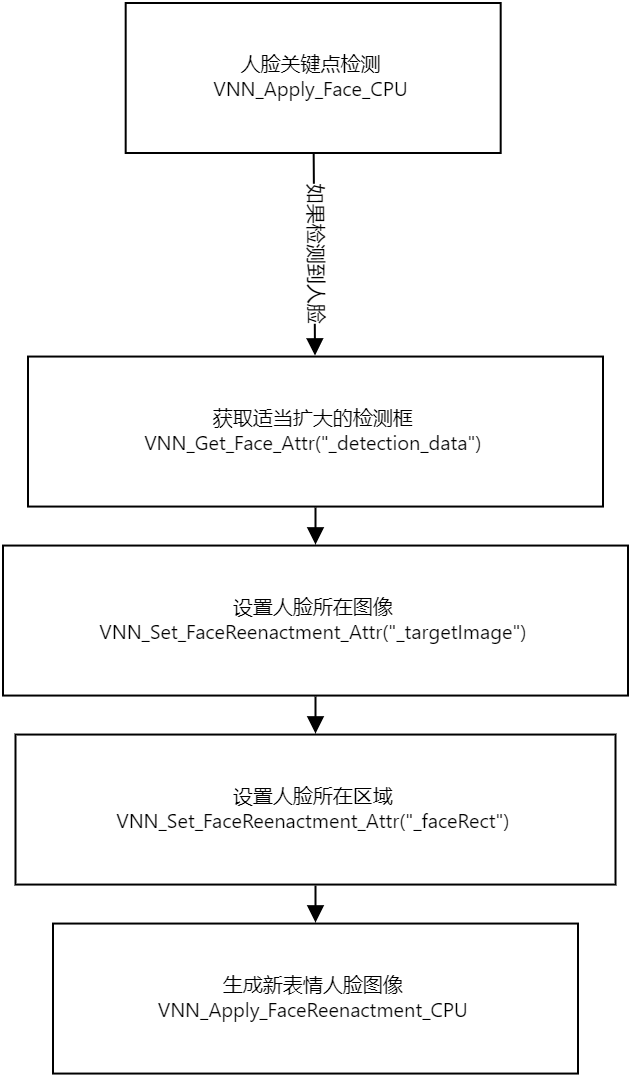 人脸关键点检测
VNN_Apply_Face_CPU
如果检测到人脸
获取适当扩大的检测框
VNN_Get_Face_Attr("_detection_data")
设置人脸所在图像
VNN_Set_FaceReenactment_Attr("_targetImage")
设置人脸所在区域
VNN_Set_FaceReenactment_Attr("_faceRect")
生成新表情人脸图像
VNN_Apply_FaceReenactment_CPU